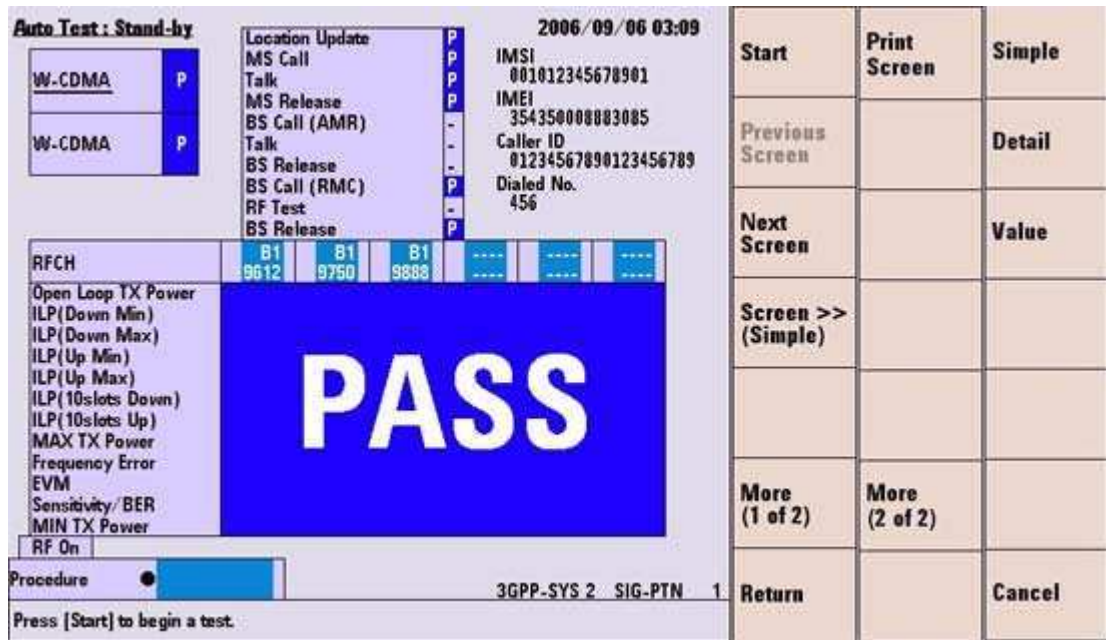 Auto Test : Stand-by
2006/09/06 03:09
W-CDMA P
W-CDMA P
Location Update P
MS Call P
Talk P
MS Release P
BS Call (AMR) -
Talk -
BS Release -
BS Call (RMC) P
RF Test -
BS Release P
IMSI
001012345678901
IMEI
354350008883085
Caller ID
01234567890123456789
Dialed No.
456
RFCH
B1 B1 B1 ---- ---- ----
9612 9750 9888 ---- ---- ----
Open Loop TX Power
ILP(Down Min)
ILP(Down Max)
ILP(Up Min)
ILP(Up Max)
ILP(10slots Down)
ILP(10slots Up)
MAX TX Power
Frequency Error
EVM
Sensitivity/BER
MIN TX Power
PASS
RF On
Procedure
3GPP-SYS 2 SIG-PTN 1
Press [Start] to begin a test.
Start
Previous
Screen
Next
Screen
Screen >>
(Simple)
More
(1 of 2)
Return
Print
Screen
More
(2 of 2)
Simple
Detail
Value
Cancel